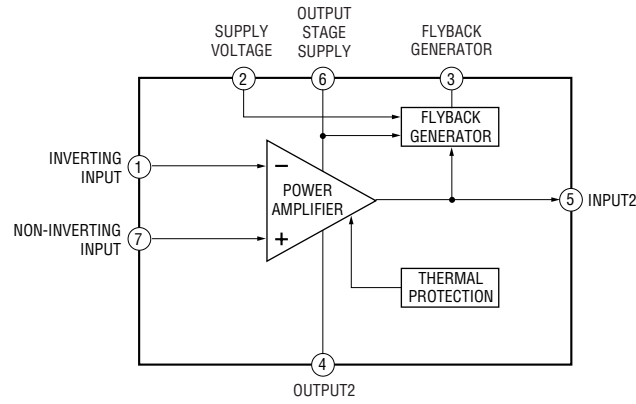 SUPPLY
VOLTAGE
OUTPUT
STAGE
SUPPLY
FLYBACK
GENERATOR
2
6
3
FLYBACK
GENERATOR
INVERTING
INPUT
1
−
POWER
AMPLIFIER
5
INPUT2
NON-INVERTING
INPUT
7
+
THERMAL
PROTECTION
4
OUTPUT2